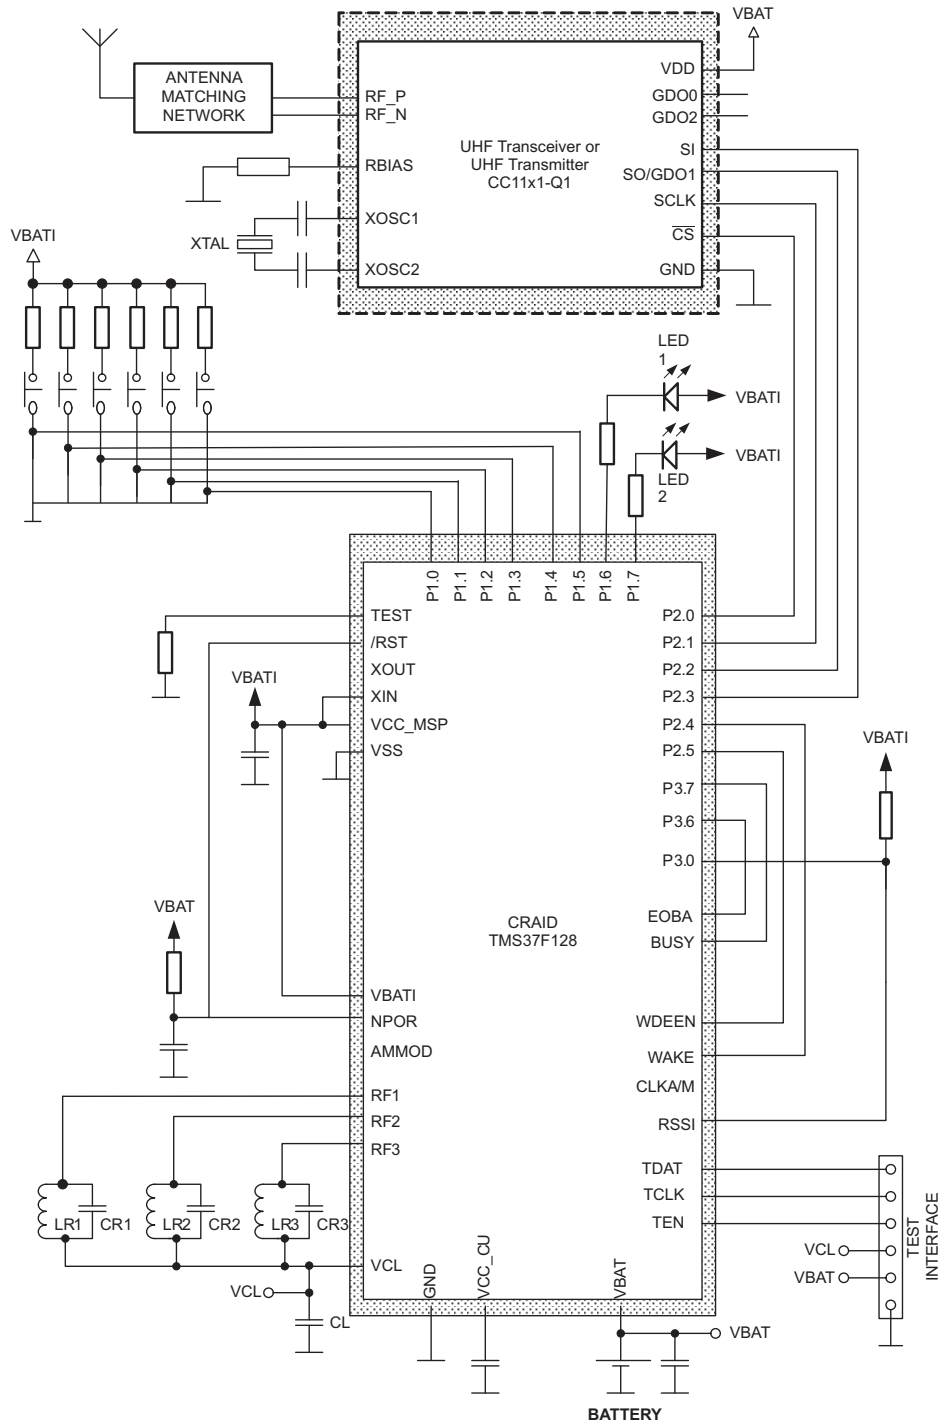 VBAT
ANTENNA
MATCHING
NETWORK
RF_P
RF_N
RBIAS
XOSC1
XOSC2
XTAL
UHF Transceiver or
UHF Transmitter
CC11x1-Q1
VDD
GDO0
GDO2
SI
SO/GDO1
SCLK
CS
GND
VBATI
LED
1
VBATI
VBATI
LED
2
P1.0
P1.1
P1.2
P1.3
P1.4
P1.5
P1.6
P1.7
TEST
/RST
XOUT
XIN
VCC_MSP
VSS
VBATI
P2.0
P2.1
P2.2
P2.3
P2.4
P2.5
P3.7
P3.6
P3.0
VBATI
CRAID
TMS37F128
EOBA
BUSY
VBAT
VBATI
NPOR
AMMOD
RF1
RF2
RF3
WDEEN
WAKE
CLKA/M
RSSI
TDAT
TCLK
TEN
VCL
VBAT
TEST
INTERFACE
LR1
CR1
LR2
CR2
LR3
CR3
VCL
VCL
CL
GND
VCC_CU
VBAT
VBAT
BATTERY